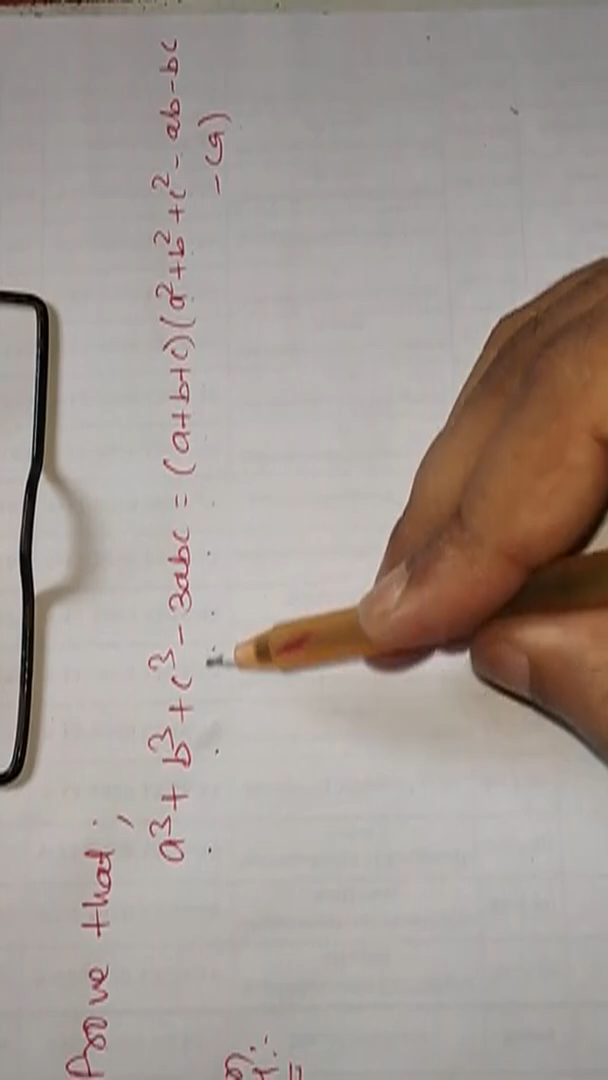 Prove that;
a³ + b³ + c³ - 3abc = (a+b+c)(a² + b² + c² - ab - bc
- ca)